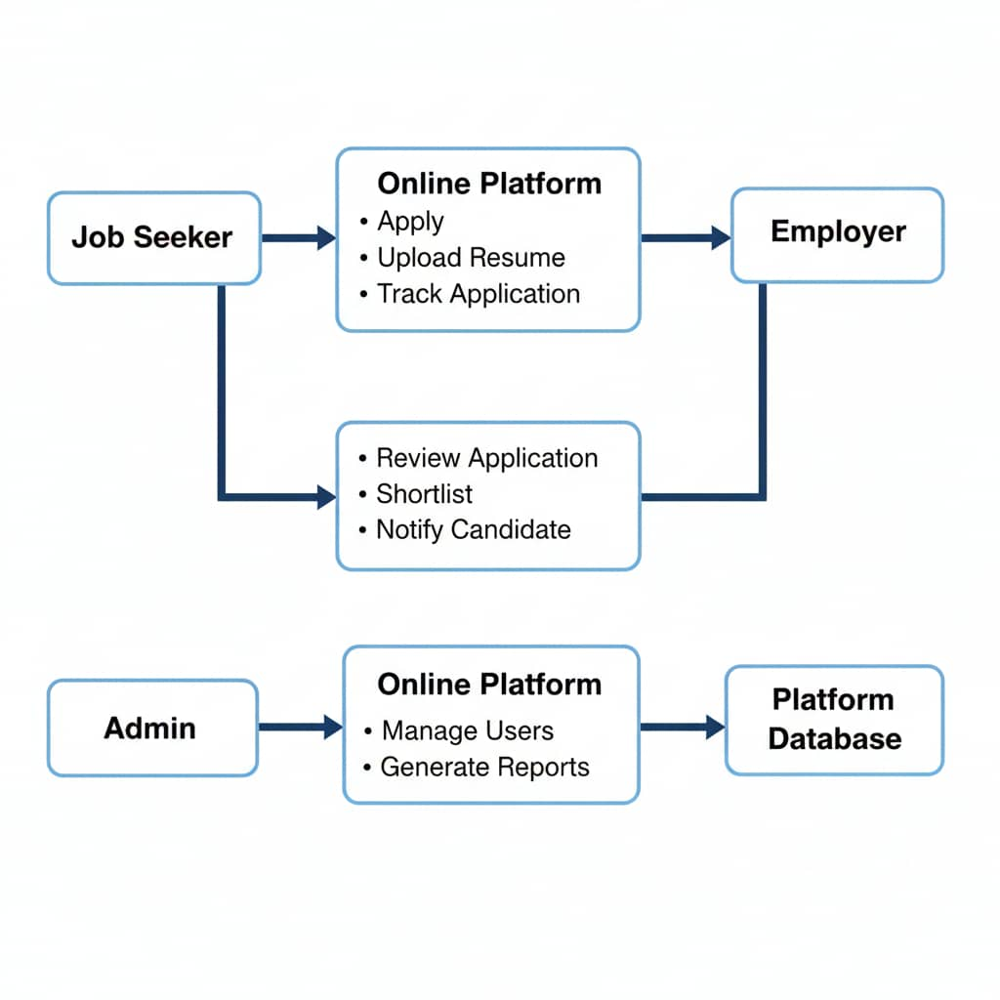 Job Seeker
Online Platform
• Apply
• Upload Resume
• Track Application
Employer
• Review Application
• Shortlist
• Notify Candidate
Admin
Online Platform
• Manage Users
• Generate Reports
Platform
Database